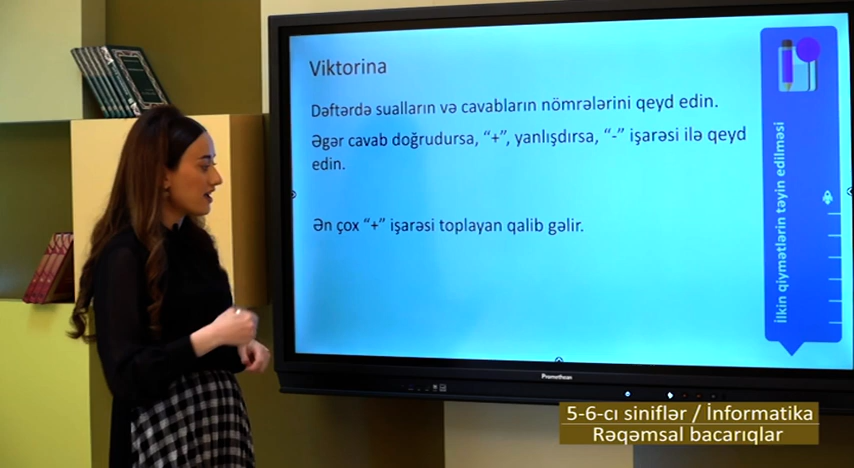 Viktorina
Dəftərdə sualların və cavabların nömrələrini qeyd edin.
Əgər cavab doğrudursa, “+”, yanlışdırsa, “-” işarəsi ilə qeyd
edin.
Ən çox “+” işarəsi toplayan qalib gəlir.
İlkin qiymətlərin təyin edilməsi
Promethean
5-6-cı siniflər / İnformatika
Rəqəmsal bacarıqlar